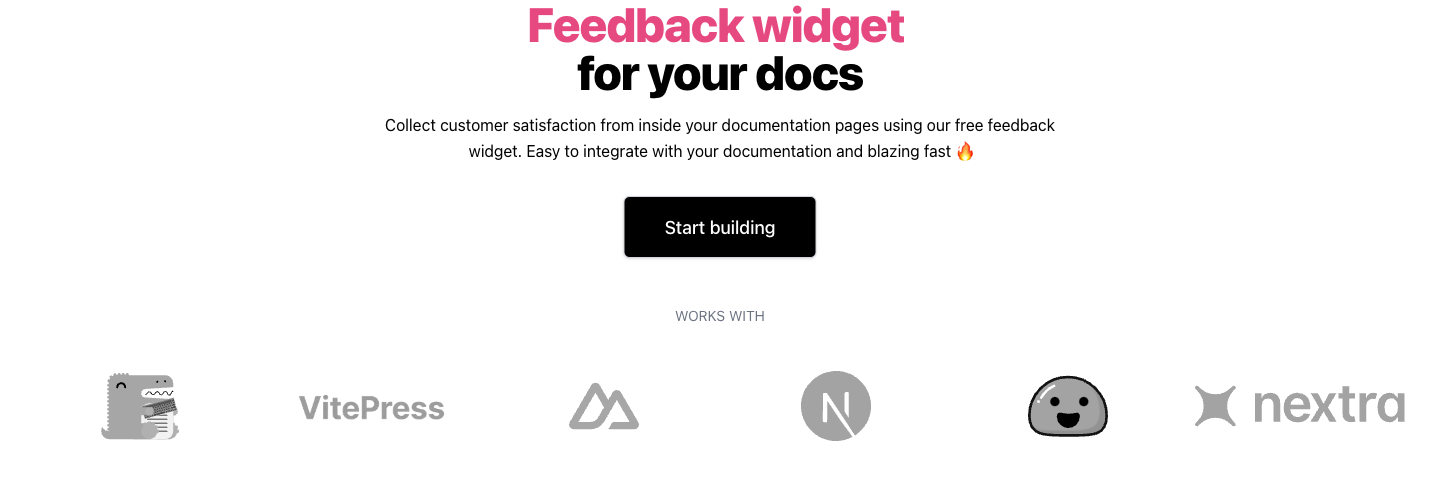 Feedback widget
for your docs
Collect customer satisfaction from inside your documentation pages using our free feedback
widget. Easy to integrate with your documentation and blazing fast 🔥
Start building
WORKS WITH
VitePress
N
nextra